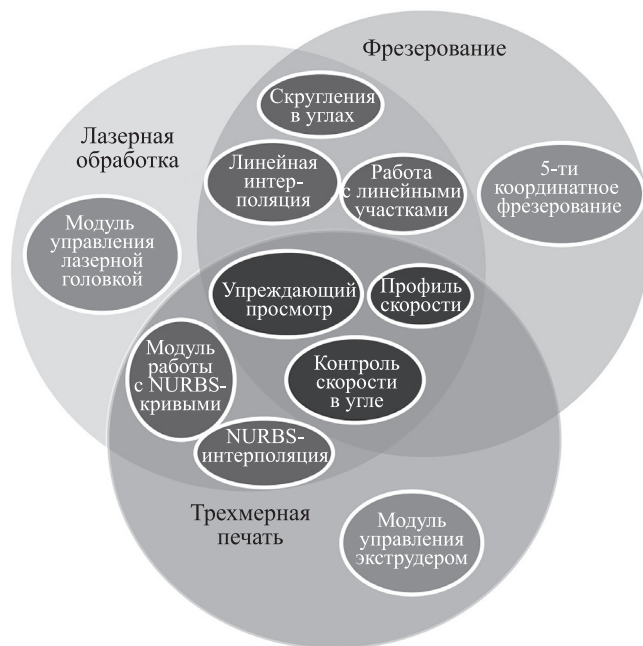 Фрезерование
Скругления
в углах
Лазерная
обработка
Линейная
интер-
поляция
Работа
с линейными
участками
5-ти
координатное
фрезерование
Модуль
управления
лазерной
головкой
Упреждающий
просмотр
Профиль
скорости
Модуль
работы
с NURBS-
кривыми
Контроль
скорости
в угле
NURBS-
интерполяция
Трехмерная
печать
Модуль
управления
экструдером